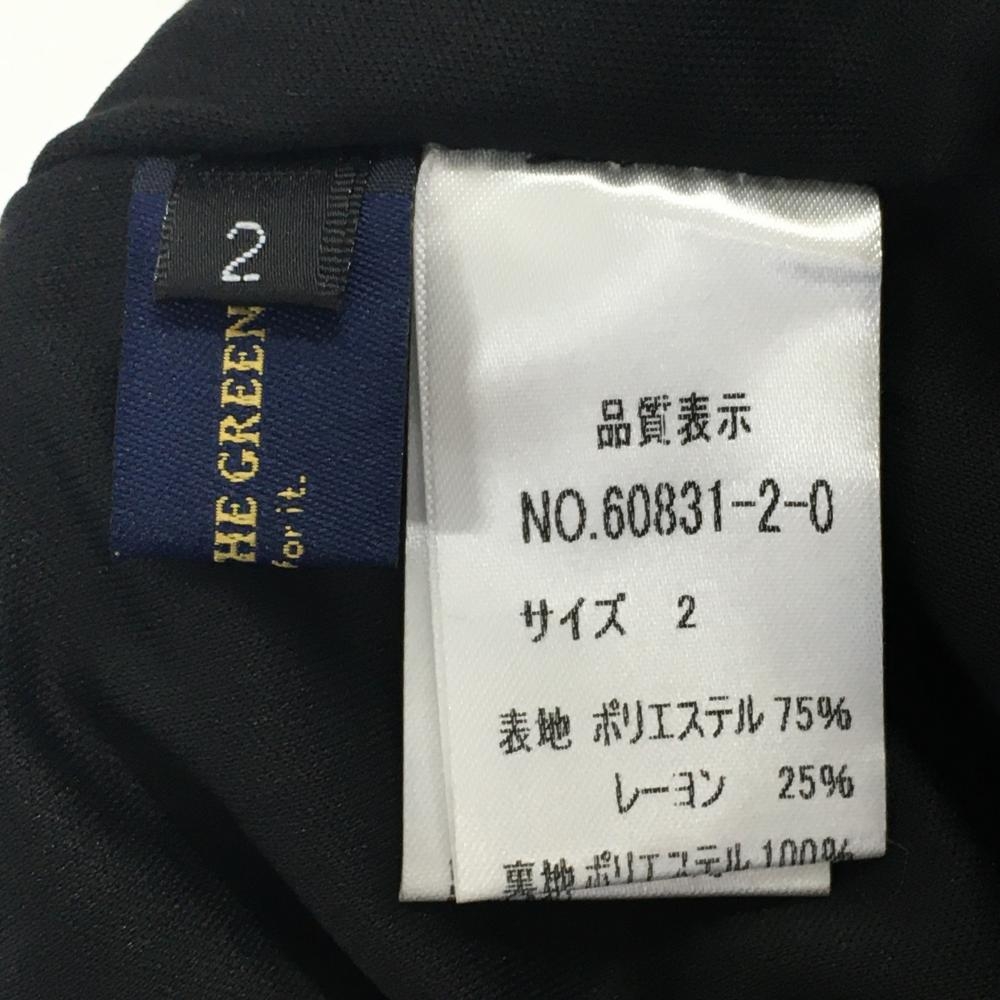 2
HE GREEN
for it.
品質表示
NO.60831-2-0
サイズ 2
表地 ポリエステル 75%
レーヨン 25%
裏地 ポリエステル 100%